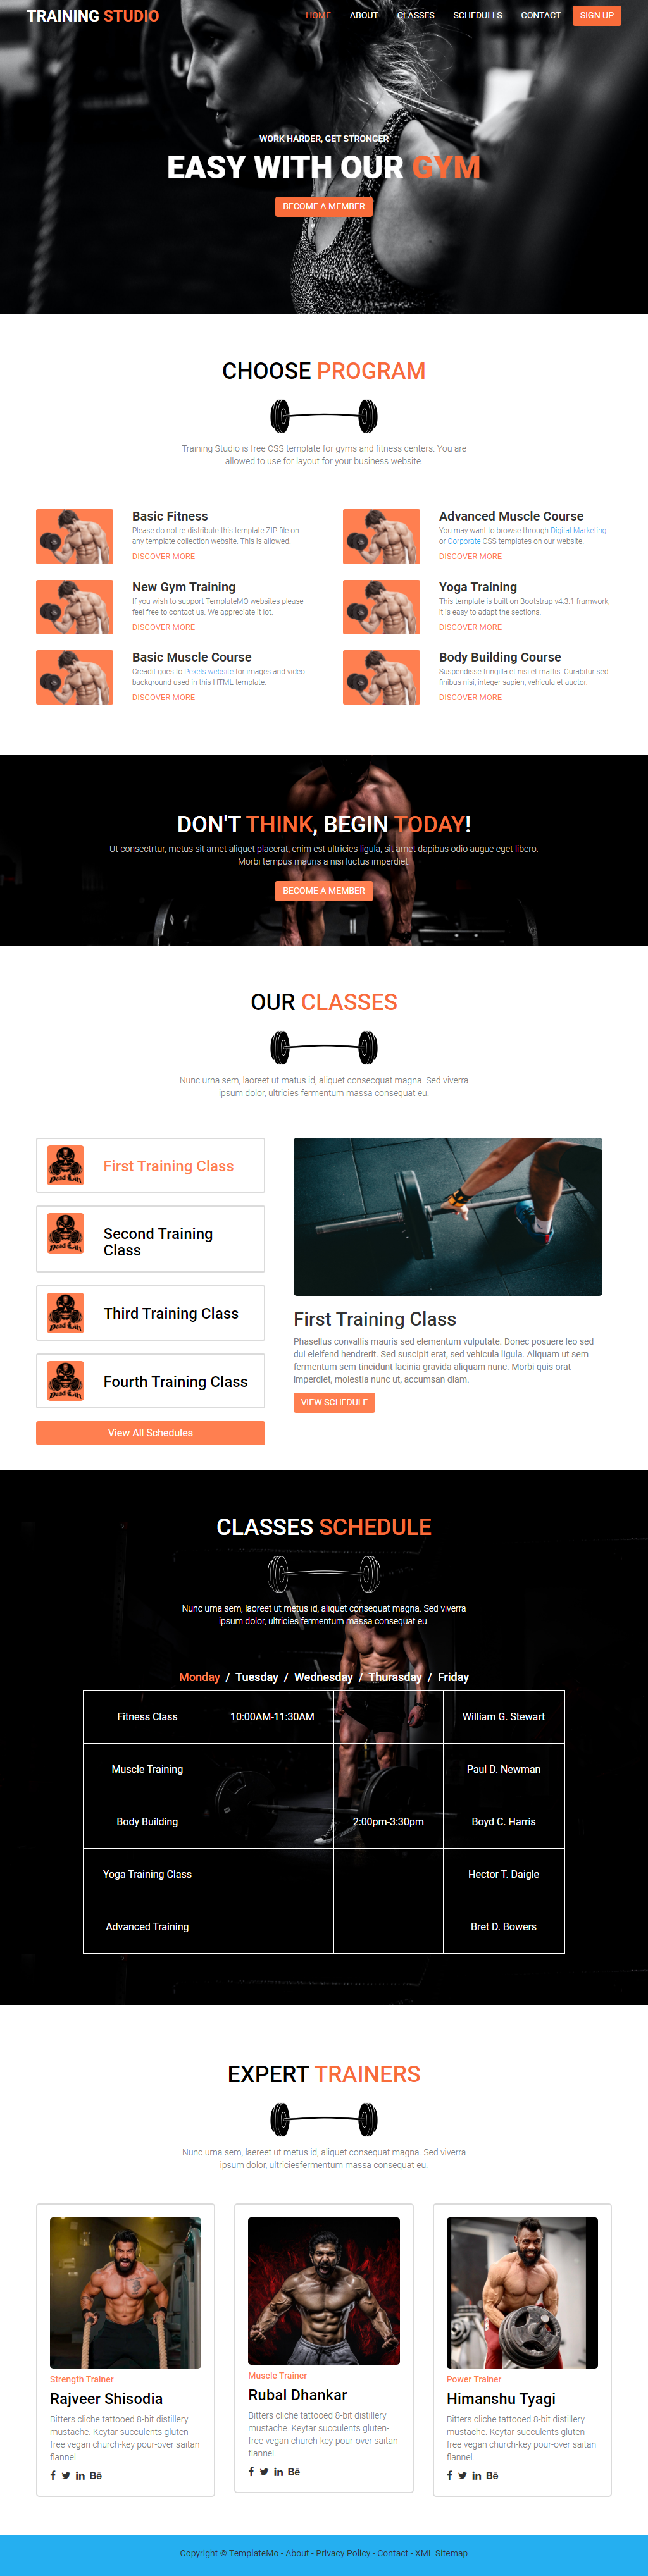 TRAINING STUDIO
HOME ABOUT CLASSES SCHEDULLS CONTACT SIGN UP
WORK HARDER, GET STRONGER
EASY WITH OUR GYM
BECOME A MEMBER
CHOOSE PROGRAM
Training Studio is free CSS template for gyms and fitness centers. You are
allowed to use for layout for your business website.
Basic Fitness
Please do not re-distribute this template ZIP file on
any template collection website. This is allowed.
DISCOVER MORE
Advanced Muscle Course
You may want to browse through Digital Marketing
or Corporate CSS templates on our website.
DISCOVER MORE
New Gym Training
If you wish to support TemplateMO websites please
feel free to contact us. We appreciate it lot.
DISCOVER MORE
Yoga Training
This template is built on Bootstrap v4.3.1 framwork,
it is easy to adapt the sections.
DISCOVER MORE
Basic Muscle Course
Creadit goes to Pexels website for images and video
background used in this HTML template.
DISCOVER MORE
Body Building Course
Suspendisse fringilla et nisi et mattis. Curabitur sed
finibus nisi, integer sapien, vehicula et auctor.
DISCOVER MORE
DON'T THINK, BEGIN TODAY!
Ut consectrtur, metus sit amet aliquet placerat, enim est ultricies ligula, sit amet dapibus odio augue eget libero.
Morbi tempus mauris a nisi luctus imperdiet.
BECOME A MEMBER
OUR CLASSES
Nunc urna sem, laoreet ut matus id, aliquet consecquat magna. Sed viverra
ipsum dolor, ultricies fermentum massa consequat eu.
Dead Lift
First Training Class
Dead Lift
Second Training
Class
Dead Lift
Third Training Class
Dead Lift
Fourth Training Class
View All Schedules
First Training Class
Phasellus convallis mauris sed elementum vulputate. Donec posuere leo sed
dui eleifend hendrerit. Sed suscipit erat, sed vehicula ligula. Aliquam ut sem
fermentum sem tincidunt lacinia gravida aliquam nunc. Morbi quis orat
imperdiet, molestia nunc ut, accumsan diam.
VIEW SCHEDULE
CLASSES SCHEDULE
Nunc urna sem, laoreet ut metus id, aliquet consequat magna. Sed viverra
ipsum dolor, ultricies fermentum massa consequat eu.
Monday / Tuesday / Wednesday / Thurasday / Friday
Fitness Class 10:00AM-11:30AM William G. Stewart
Muscle Training Paul D. Newman
Body Building 2:00pm-3:30pm Boyd C. Harris
Yoga Training Class Hector T. Daigle
Advanced Training Bret D. Bowers
EXPERT TRAINERS
Nunc urna sem, laereet ut metus id, aliquet consequat magna. Sed viverra
ipsum dolor, ultriciesfermentum massa consequat eu.
Strength Trainer
Rajveer Shisodia
Bitters cliche tattooed 8-bit distillery
mustache. Keytar succulents gluten-
free vegan church-key pour-over saitan
flannel.
Bē
Muscle Trainer
Rubal Dhankar
Bitters cliche tattooed 8-bit distillery
mustache. Keytar succulents gluten-
free vegan church-key pour-over saitan
flannel.
Bē
Power Trainer
Himanshu Tyagi
Bitters cliche tattooed 8-bit distillery
mustache. Keytar succulents gluten-
free vegan church-key pour-over saitan
flannel.
Bē
Copyright © TemplateMo - About - Privacy Policy - Contact - XML Sitemap